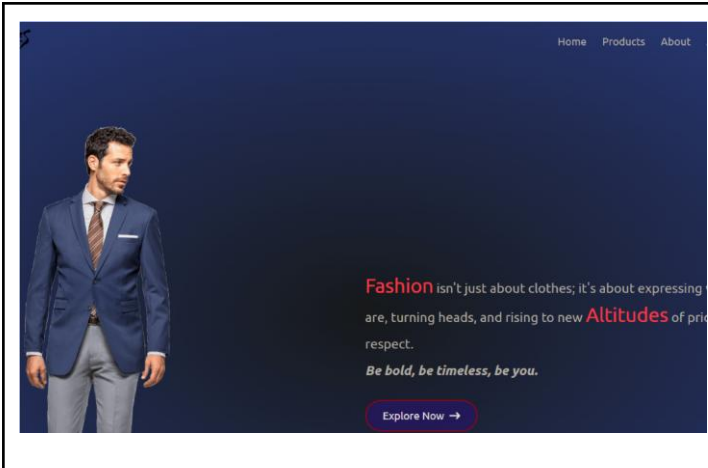 Home Products About
Fashion isn't just about clothes; it's about expressing
are, turning heads, and rising to new Altitudes of
respect.
Be bold, be timeless, be you.
Explore Now →